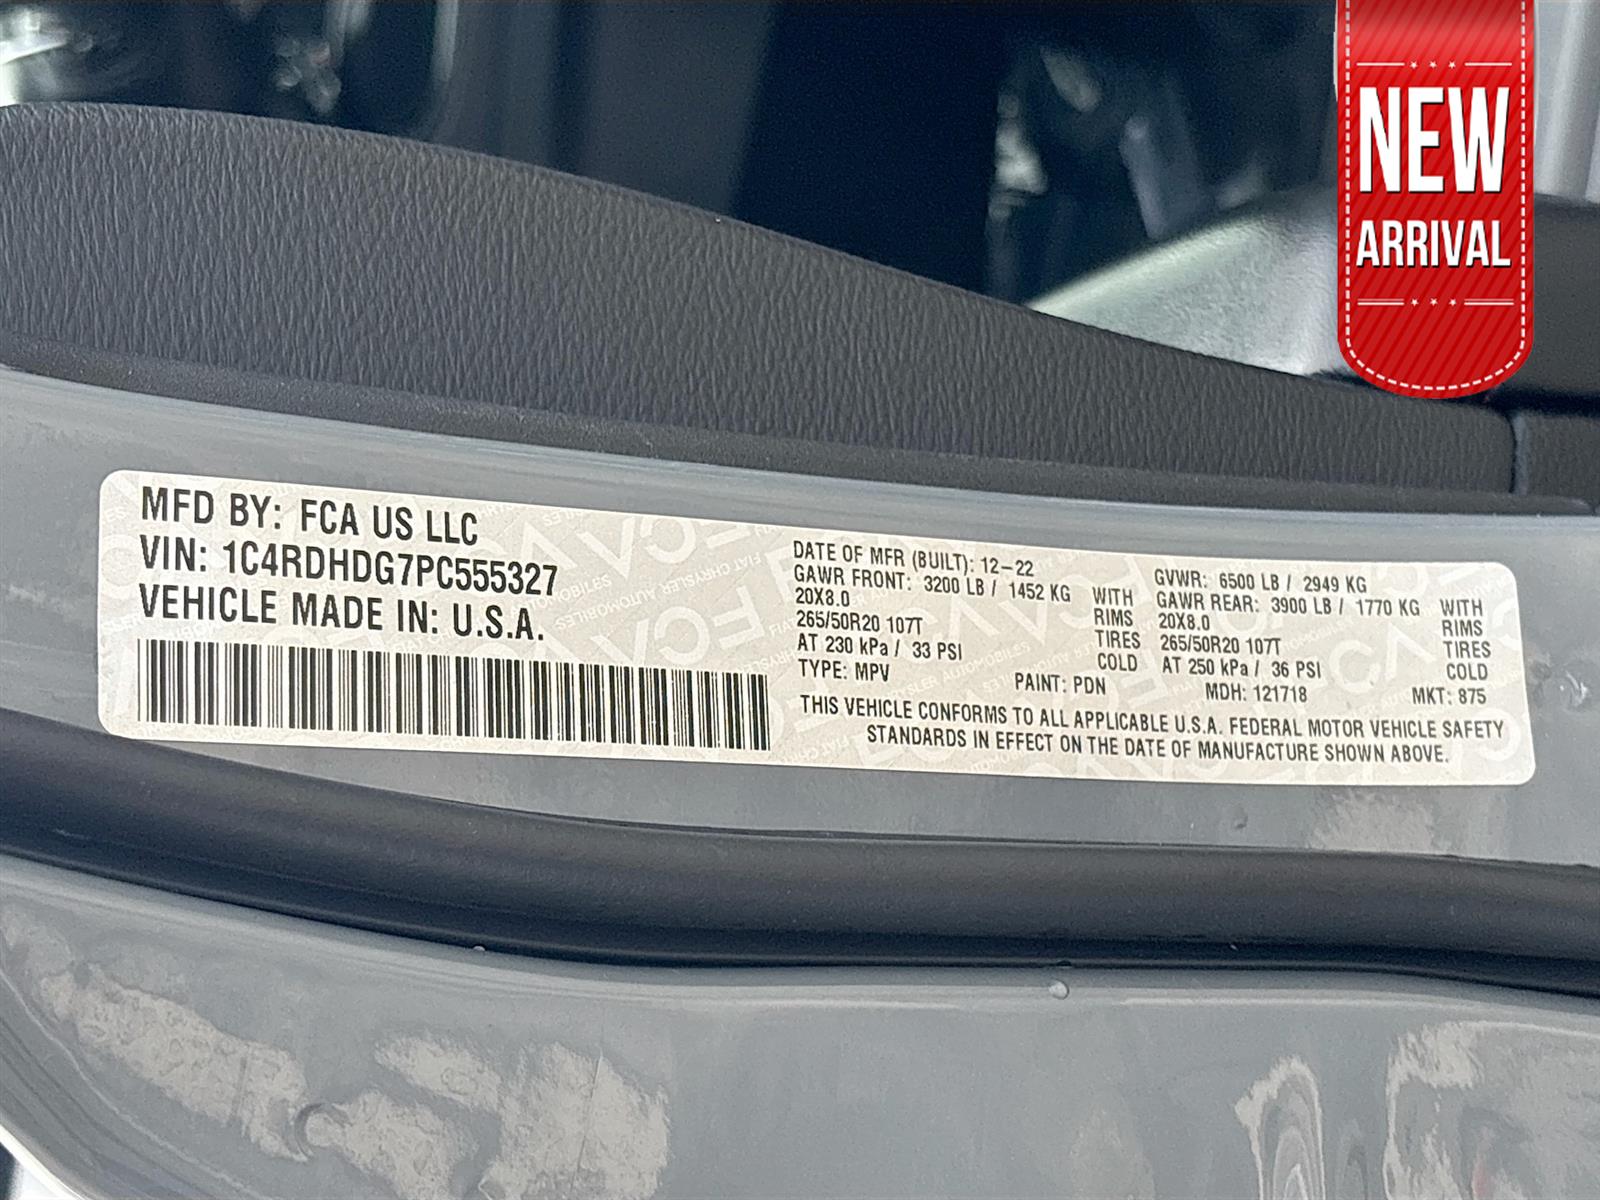 NEW
ARRIVAL
MFD BY: FCA US LLC
VIN: 1C4RDHDG7PC555327
VEHICLE MADE IN: U.S.A.
DATE OF MFR (BUILT): 12-22
GAWR FRONT: 3200 LB / 1452 KG WITH
20X8.0 RIMS
265/50R20 107T TIRES
AT 230 kPa / 33 PSI COLD
TYPE: MPV PAINT: PDN
GVWR: 6500 LB / 2949 KG
GAWR REAR: 3900 LB / 1770 KG WITH
20X8.0 RIMS
265/50R20 107T TIRES
AT 250 kPa / 36 PSI COLD
MDH: 121718 MKT: 875
THIS VEHICLE CONFORMS TO ALL APPLICABLE U.S.A. FEDERAL MOTOR VEHICLE SAFETY
STANDARDS IN EFFECT ON THE DATE OF MANUFACTURE SHOWN ABOVE.